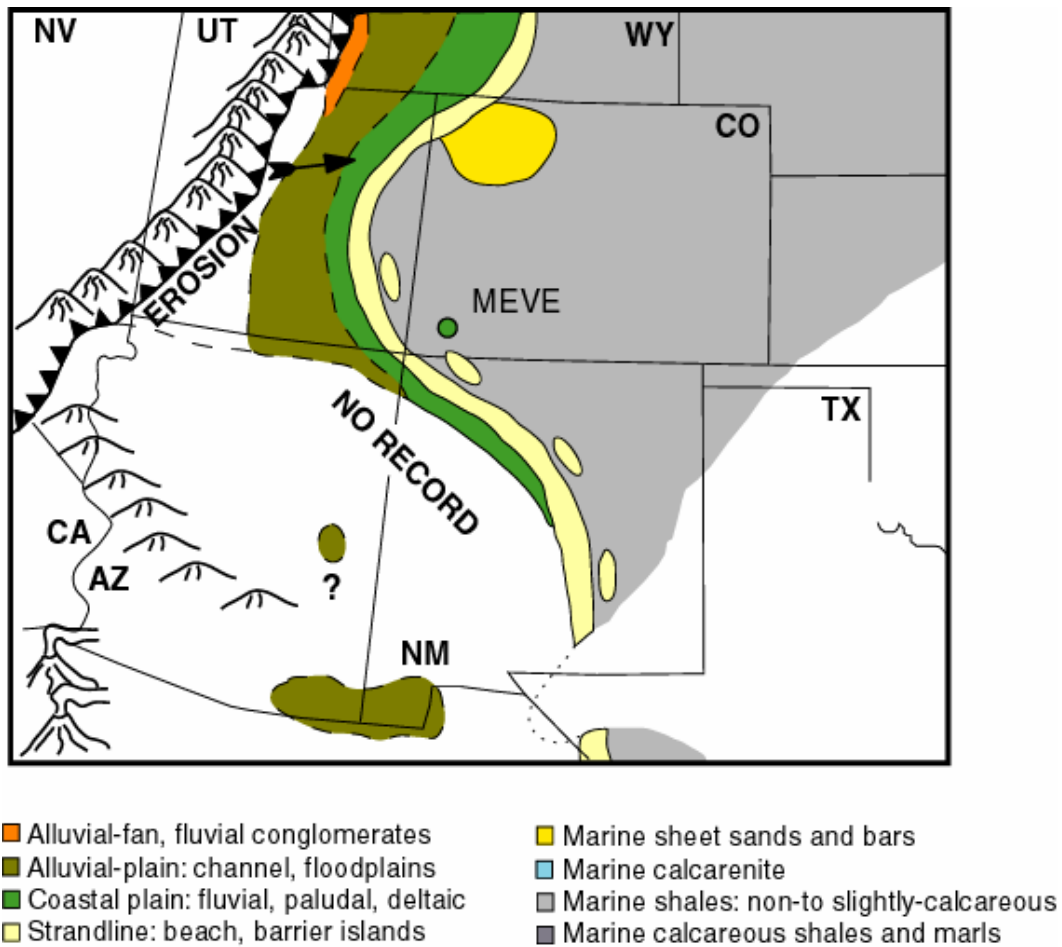 NV
UT
WY
CO
EROSION
MEVE
TX
NO RECORD
CA
AZ
?
NM
Alluvial-fan, fluvial conglomerates
Alluvial-plain: channel, floodplains
Coastal plain: fluvial, paludal, deltaic
Strandline: beach, barrier islands
Marine sheet sands and bars
Marine calcarenite
Marine shales: non-to slightly-calcareous
Marine calcareous shales and marls